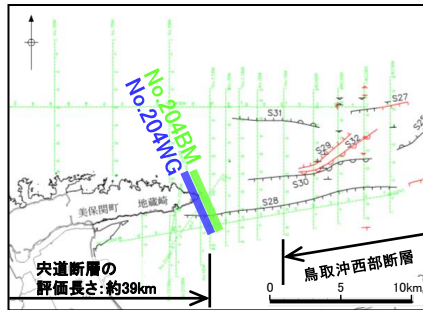 No.204BM
No.204WG
S27
S31
S32
S29
S30
S28
美保関町
地蔵崎
宍道断層の
評価長さ：約39km
鳥取沖西部断層
0 5 10km